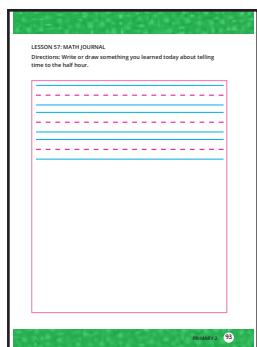 LESSON 57: MATH JOURNAL
Directions: Write or draw something you learned today about telling
time to the half hour.
PRIMARY 2
93